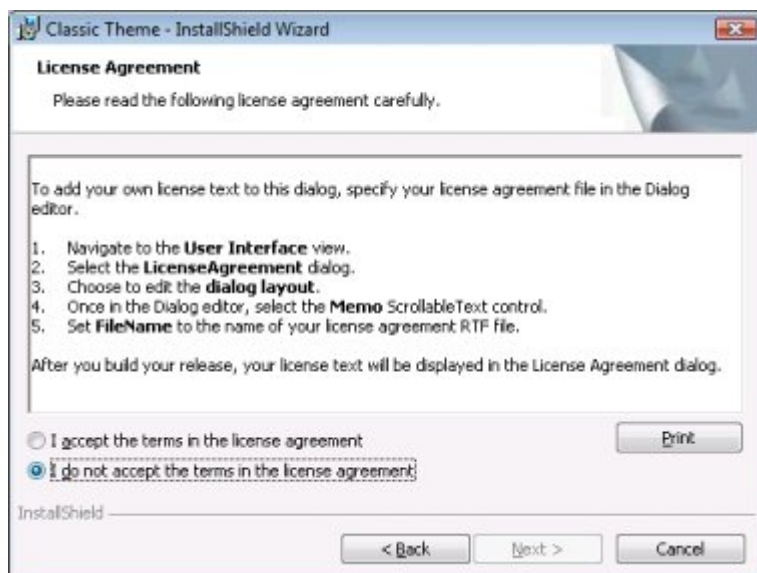 Classic Theme - InstallShield Wizard
License Agreement
Please read the following license agreement carefully.
To add your own license text to this dialog, specify your license agreement file in the Dialog
editor.
1. Navigate to the User Interface view.
2. Select the LicenseAgreement dialog.
3. Choose to edit the dialog layout.
4. Once in the Dialog editor, select the Memo ScrollableText control.
5. Set FileName to the name of your license agreement RTF file.
After you build your release, your license text will be displayed in the License Agreement dialog.
I accept the terms in the license agreement
Print
I do not accept the terms in the license agreement
InstallShield
< Back
Next >
Cancel